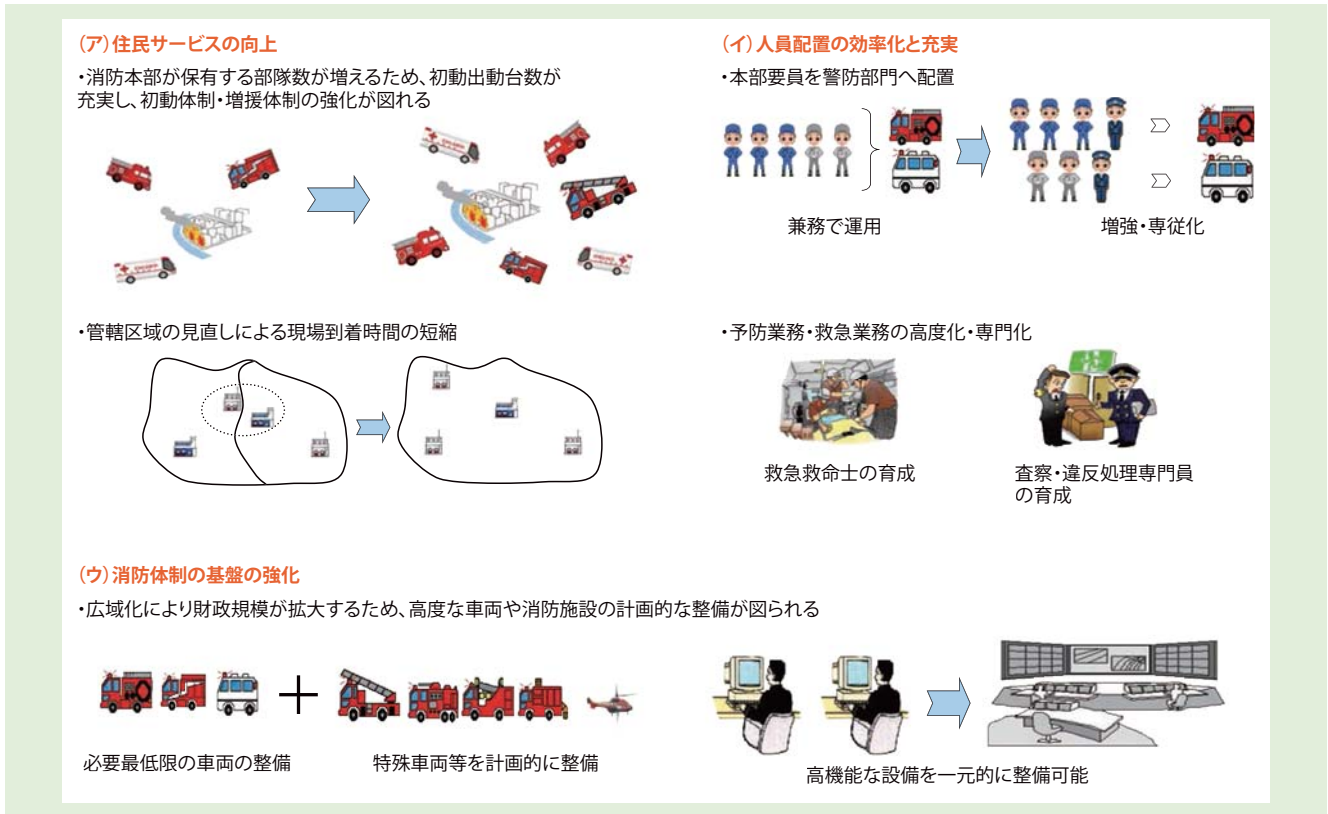 (ア)住民サービスの向上
・消防本部が保有する部隊数が増えるため、初動出動台数が
充実し、初動体制・増援体制の強化が図れる
・管轄区域の見直しによる現場到着時間の短縮
(イ)人員配置の効率化と充実
・本部要員を警防部門へ配置
兼務で運用
増強・専従化
・予防業務・救急業務の高度化・専門化
救急救命士の育成
査察・違反処理専門員
の育成
(ウ)消防体制の基盤の強化
・広域化により財政規模が拡大するため、高度な車両や消防施設の計画的な整備が図られる
必要最低限の車両の整備
特殊車両等を計画的に整備
高機能な設備を一元的に整備可能